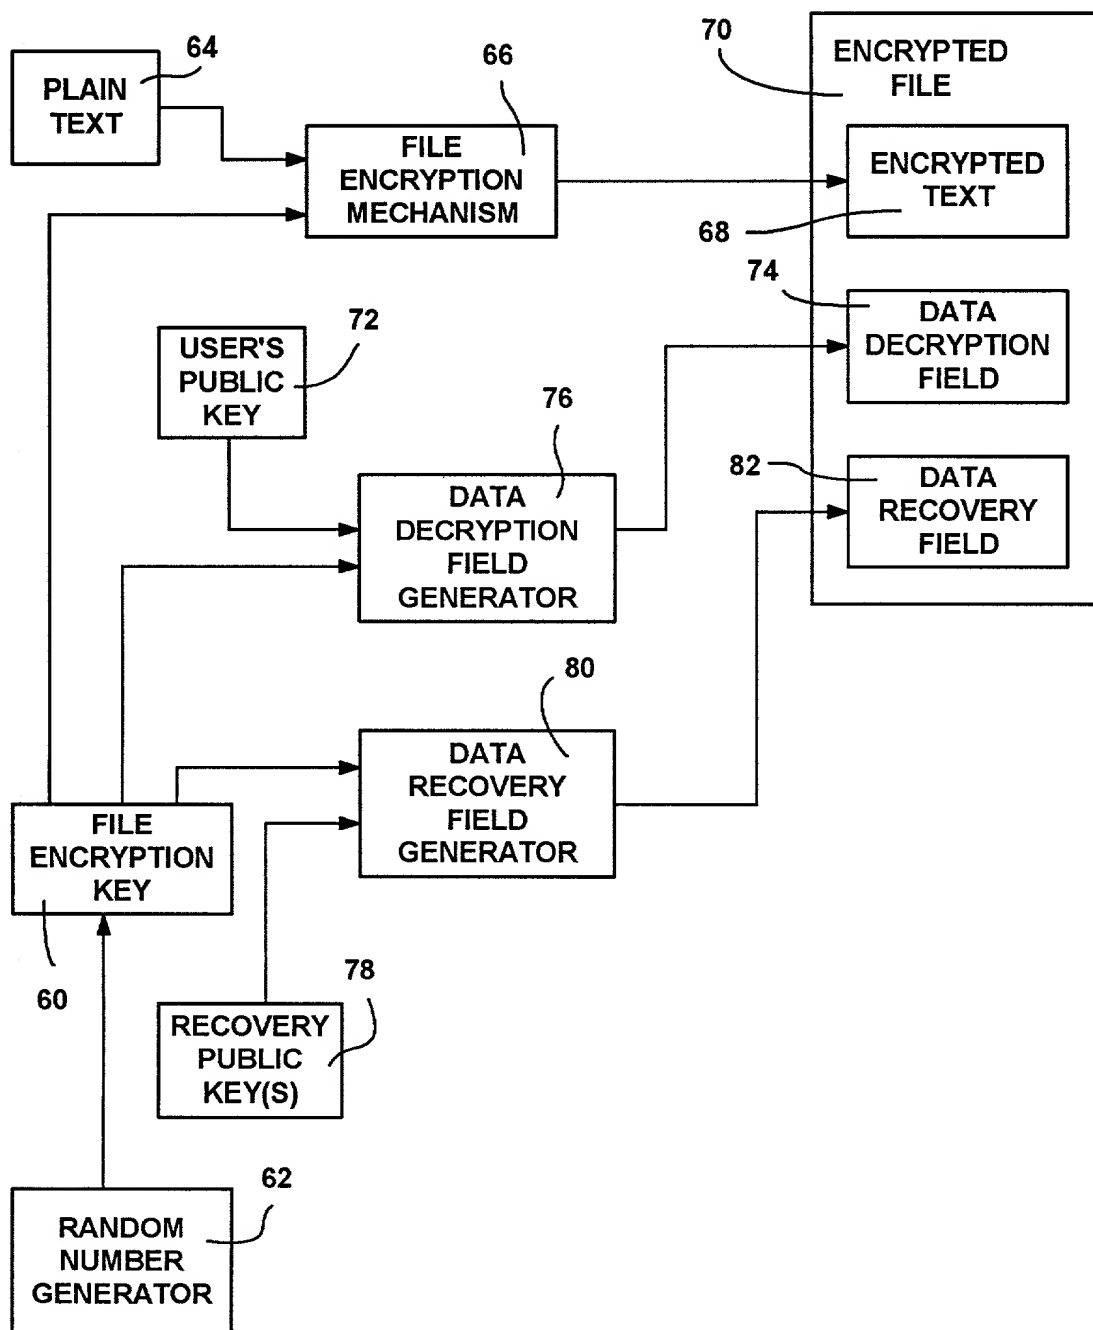 64
PLAIN
TEXT
66
FILE
ENCRYPTION
MECHANISM
70
ENCRYPTED
FILE
ENCRYPTED
TEXT
68
72
USER'S
PUBLIC
KEY
74
DATA
DECRYPTION
FIELD
76
DATA
DECRYPTION
FIELD
GENERATOR
82
DATA
RECOVERY
FIELD
80
DATA
RECOVERY
FIELD
GENERATOR
FILE
ENCRYPTION
KEY
60
78
RECOVERY
PUBLIC
KEY(S)
62
RANDOM
NUMBER
GENERATOR